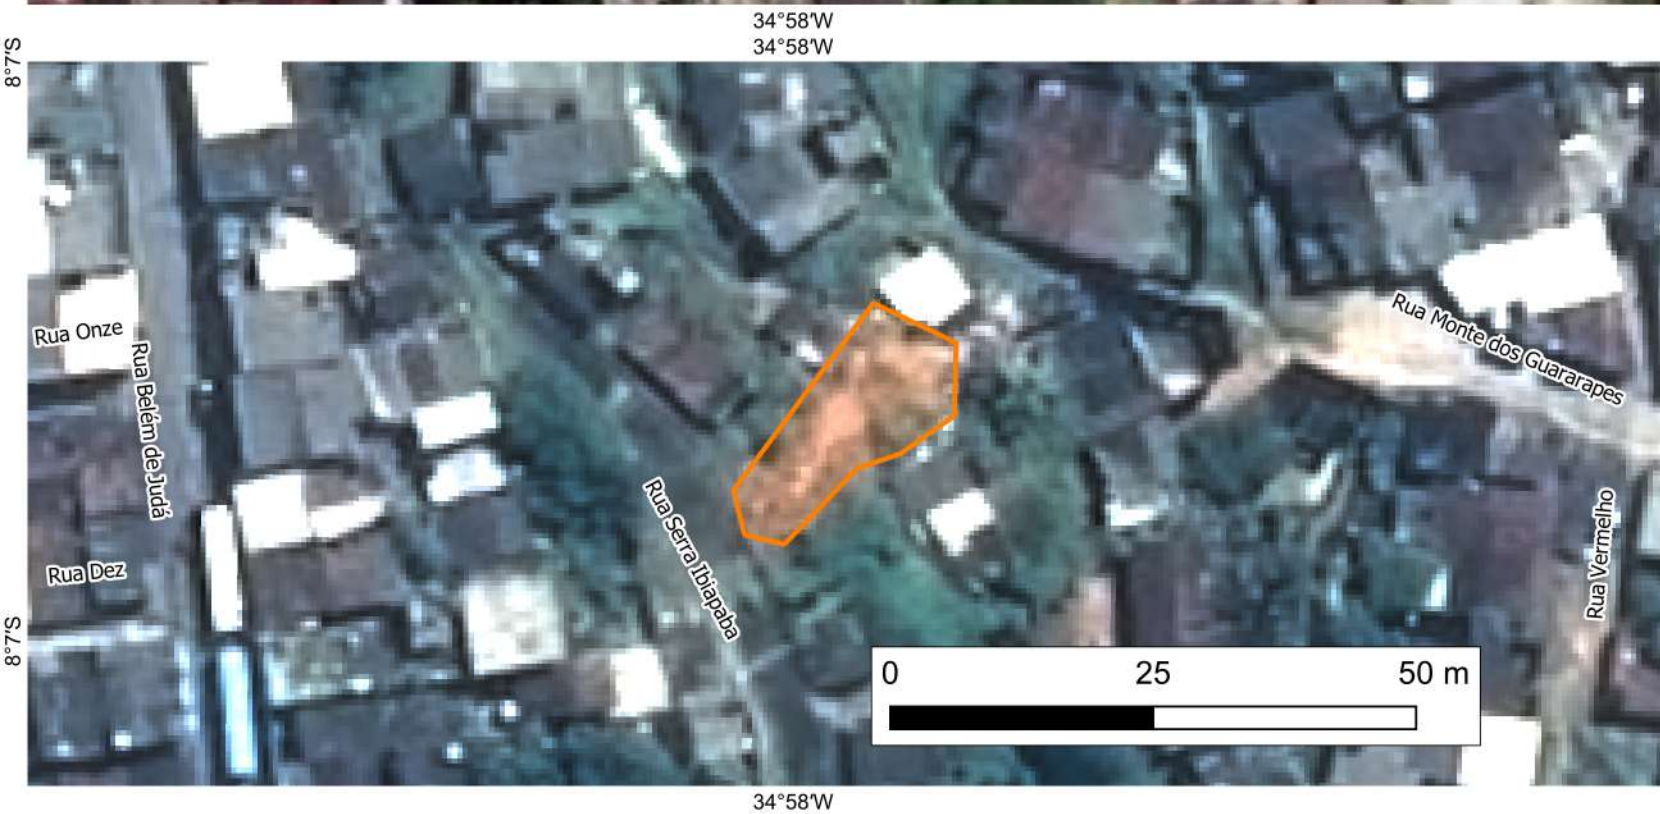 34°58'W
34°58'W
8°7'S
Rua Monte dos Guararapes
Rua Onze
Rua Belém de Judá
Rua Serra Ibiapaba
Rua Vermelho
Rua Dez
8°7'S
0 25 50 m
34°58'W